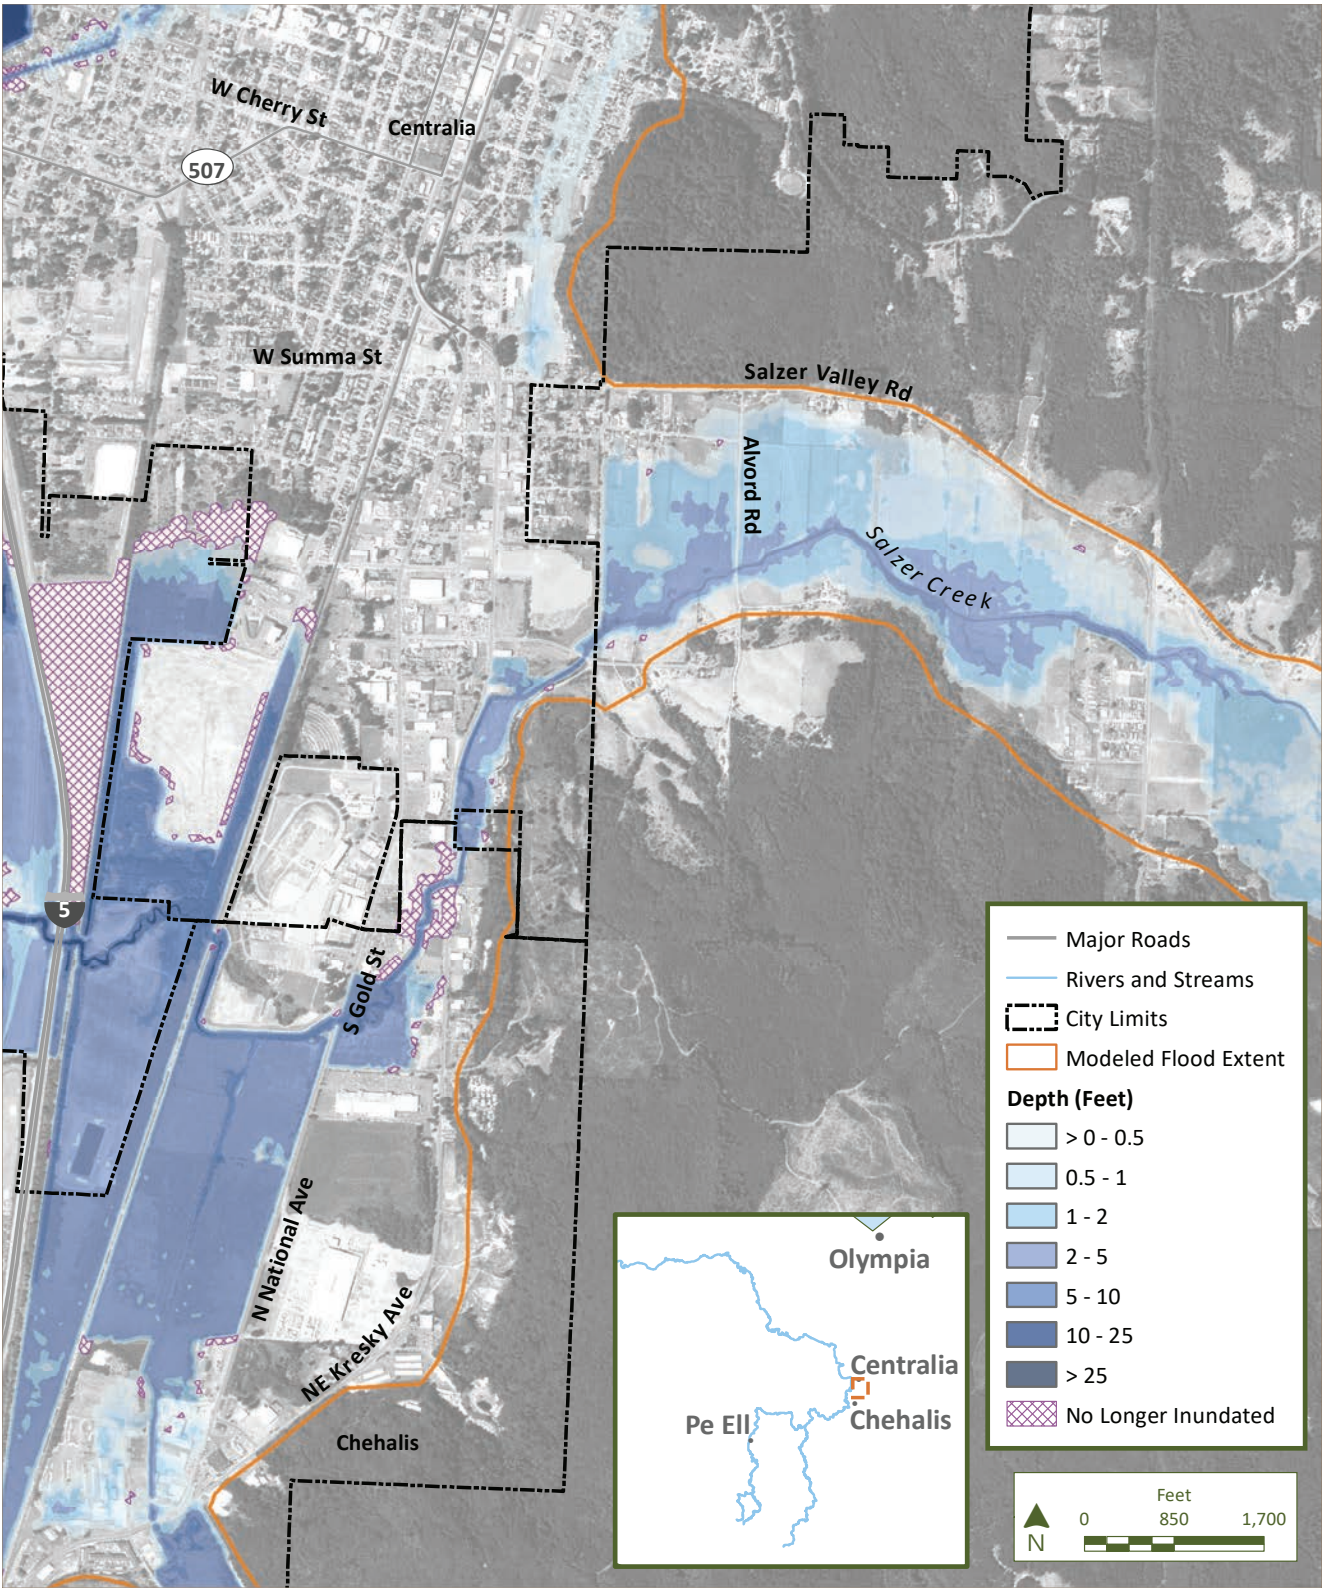 W Cherry St
Centralia
507
W Summa St
Salzer Valley Rd
Alvord Rd
Salzer Creek
5
S Gold St
N National Ave
NE Kresky Ave
Chehalis
Major Roads
Rivers and Streams
City Limits
Modeled Flood Extent
Depth (Feet)
> 0 - 0.5
0.5 - 1
1 - 2
2 - 5
5 - 10
10 - 25
> 25
No Longer Inundated
Olympia
Centralia
Chehalis
Pe Ell
Feet
0 850 1,700
N